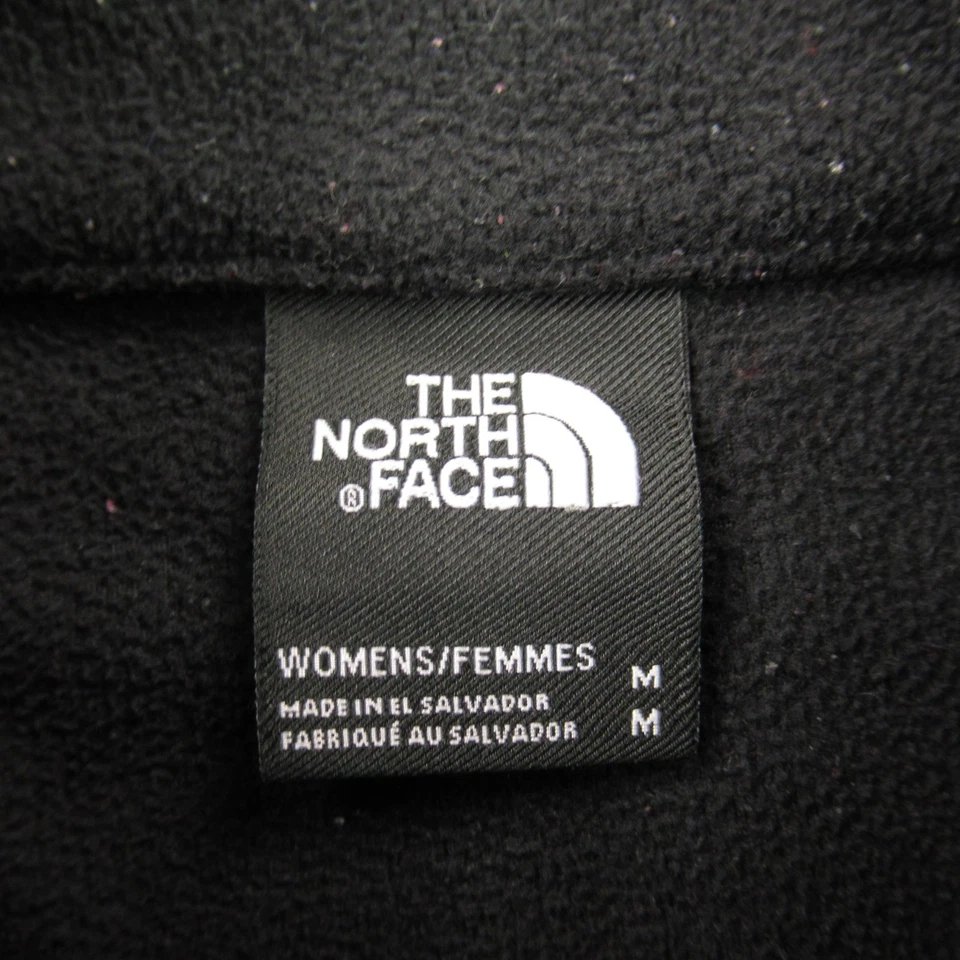 THE
NORTH
®FACE
WOMENS/FEMMES
M
MADE IN EL SALVADOR
FABRIQUÉ AU SALVADOR
M